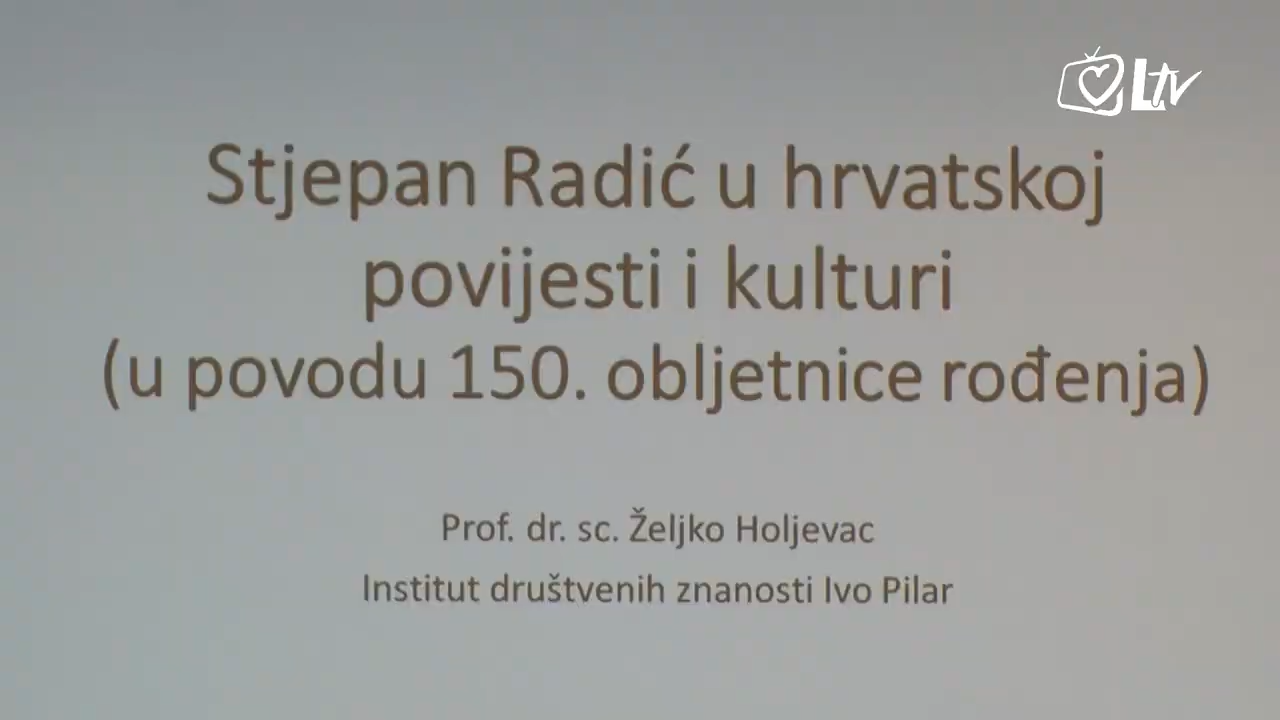 LTV
Stjepan Radić u hrvatskoj
povijesti i kulturi
(u povodu 150. obljetnice rođenja)
Prof. dr. sc. Željko Holjevac
Institut društvenih znanosti Ivo Pilar